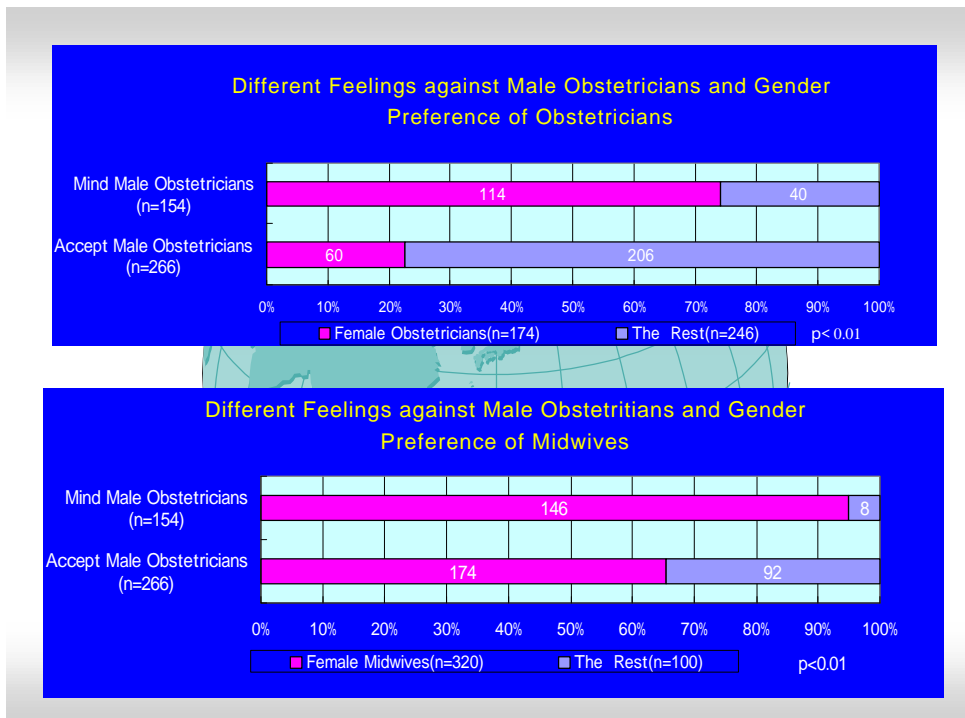 Different Feelings against Male Obstetricians and Gender
Preference of Obstetricians
Mind Male Obstetricians
(n=154)
114
40
Accept Male Obstetricians
(n=266)
60
206
0% 10% 20% 30% 40% 50% 60% 70% 80% 90% 100%
Female Obstetricians(n=174) The Rest(n=246) p< 0.01
Different Feelings against Male Obstetritians and Gender
Preference of Midwives
Mind Male Obstetricians
(n=154)
146
8
Accept Male Obstetricians
(n=266)
174
92
0% 10% 20% 30% 40% 50% 60% 70% 80% 90% 100%
Female Midwives(n=320) The Rest(n=100) p<0.01